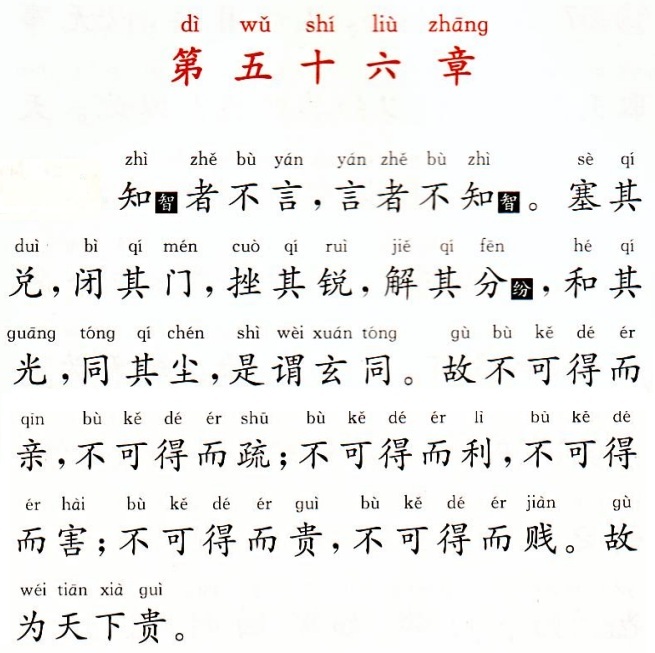 dì wǔ shí liù zhāng
第五十六章
zhì zhě bù yán yán zhě bù zhì sè qí
知智者不言，言者不知智。塞其
duì bì qí mén cuò qí ruì jiě qí fēn hé qí
兑，闭其门，挫其锐，解其分纷，和其
guāng tóng qí chén shì wèi xuán tóng gù bù kě dé ér
光，同其尘，是谓玄同。故不可得而
qīn bù kě dé ér shū bù kě dé ér lì bù kě dé
亲，不可得而疏；不可得而利，不可得
ér hài bù kě dé ér guì bù kě dé ér jiàn gù
而害；不可得而贵，不可得而贱。故
wéi tiān xià guì
为天下贵。